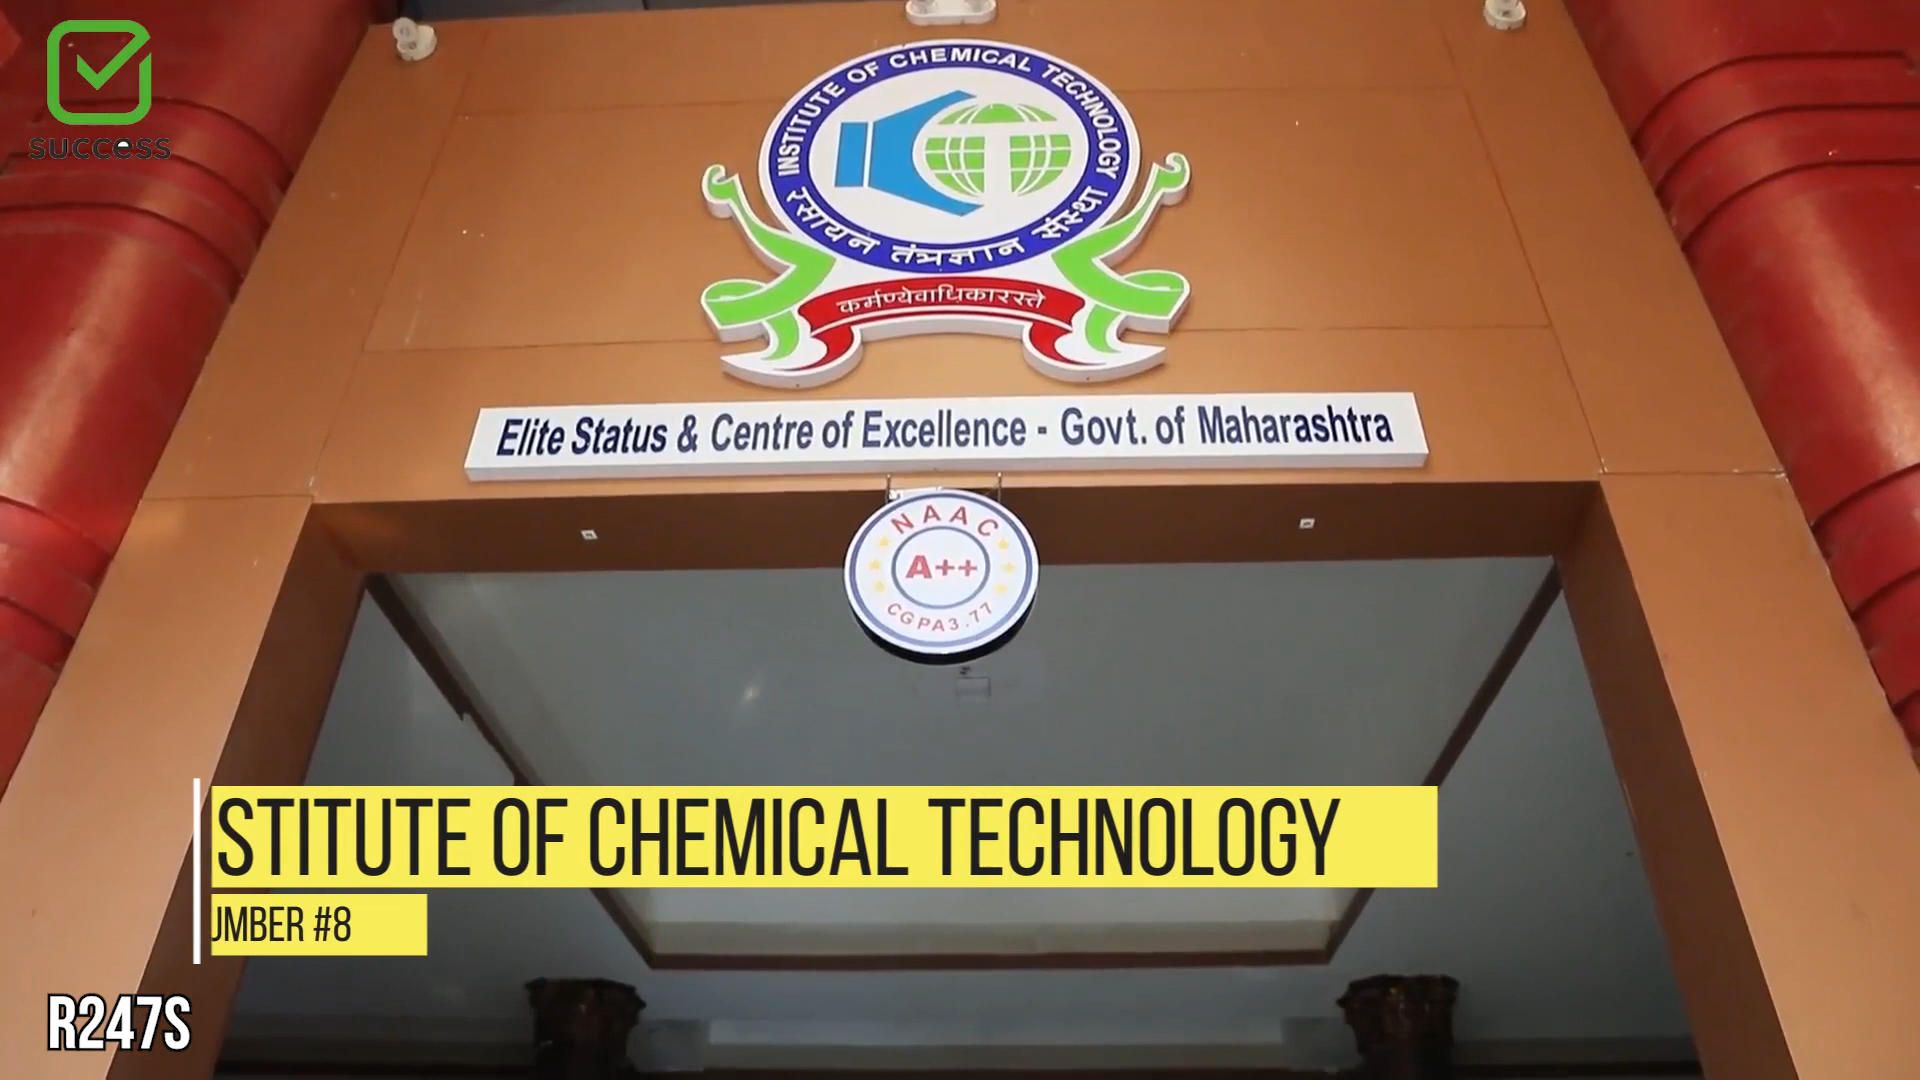 success
INSTITUTE OF CHEMICAL TECHNOLOGY
रसायन तंत्रज्ञान संस्था
कर्मण्येवाधिकारस्ते
Elite Status & Centre of Excellence - Govt. of Maharashtra
NAAC
A++
CGPA3.77
STITUTE OF CHEMICAL TECHNOLOGY
UMBER #8
R247S